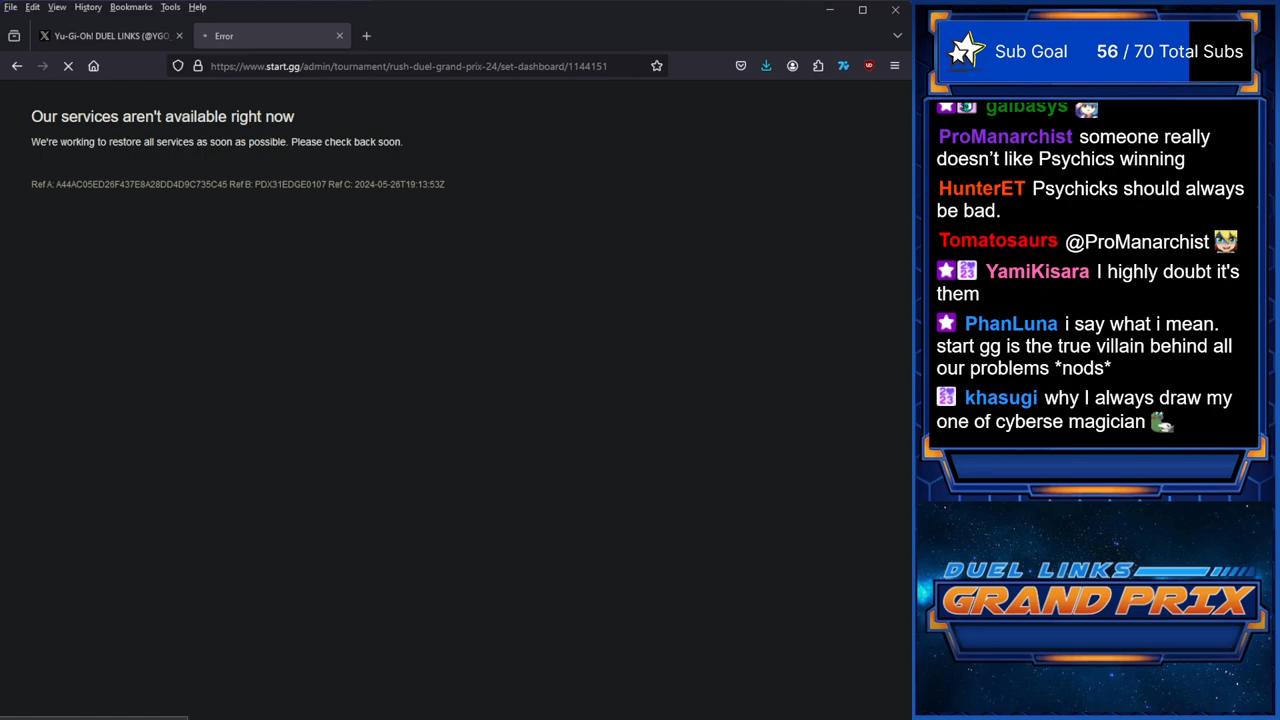 File Edit View History Bookmarks Tools Help
Yu-Gi-Oh! DUEL LINKS (@YGO_
Error
https://www.start.gg/admin/tournament/rush-duel-grand-prix-24/set-dashboard/1144151
Our services aren't available right now
We're working to restore all services as soon as possible. Please check back soon.
Ref A: A44AC05ED26F437E8A28DD4D9C735C45 Ref B: PDX31EDGE0107 Ref C: 2024-05-26T19:13:53Z
Sub Goal 56 / 70 Total Subs
galbasys
ProManarchist someone really
doesn't like Psychics winning
HunterET Psychicks should always
be bad.
Tomatosaurs @ProManarchist
YamiKisara I highly doubt it's
them
PhanLuna i say what i mean.
start gg is the true villain behind all
our problems *nods*
khasugi why I always draw my
one of cyberse magician
DUEL LINKS
GRAND PRIX